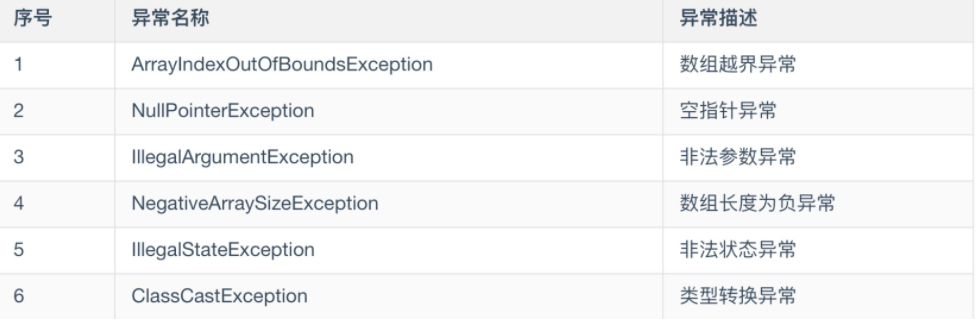 序号 异常名称 异常描述
1 ArrayIndexOutOfBoundsException 数组越界异常
2 NullPointerException 空指针异常
3 IllegalArgumentException 非法参数异常
4 NegativeArraySizeException 数组长度为负异常
5 IllegalStateException 非法状态异常
6 ClassCastException 类型转换异常